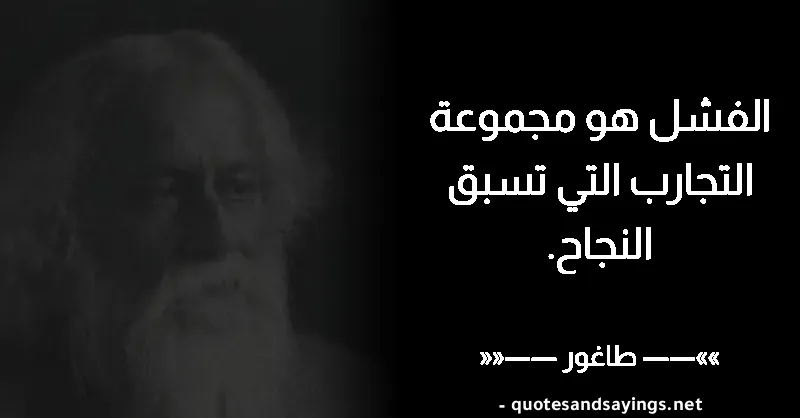 الفشل هو مجموعة
التجارب التي تسبق
النجاح.
»»—— طاغور ——««
- quotesandsayings.net